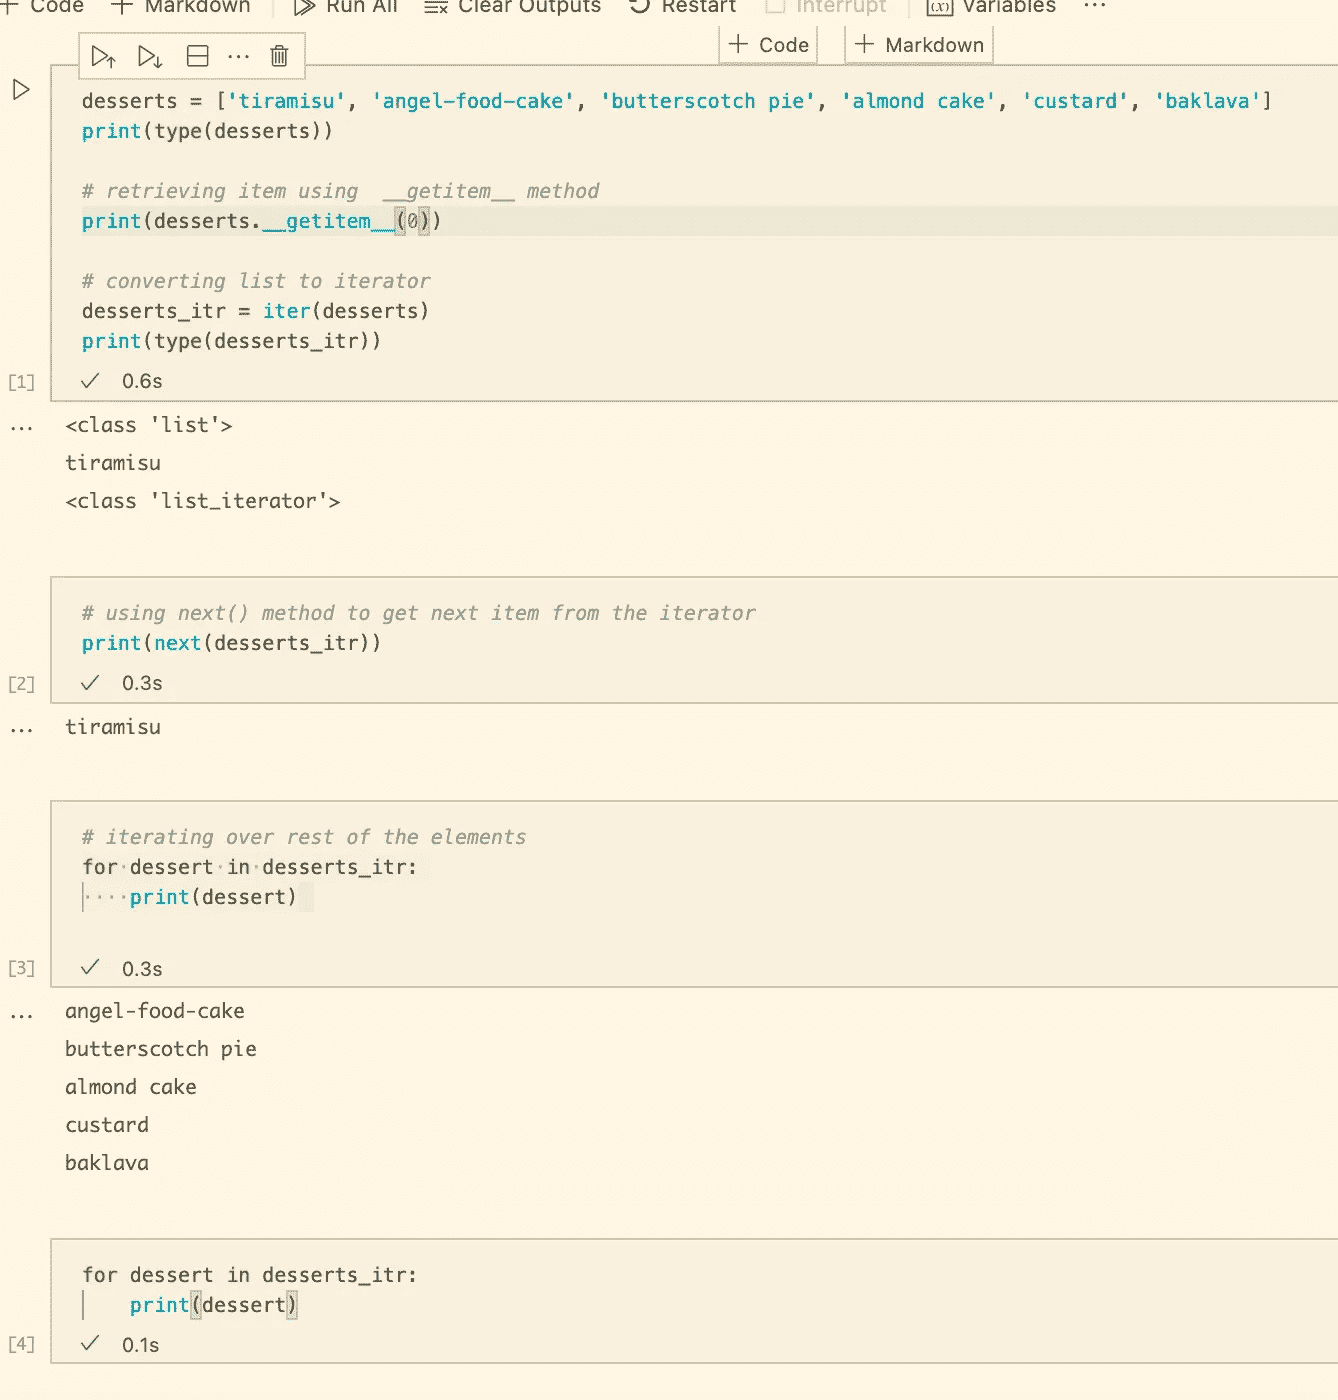 + Code + Markdown Run All Clear Outputs Restart Interrupt (x) Variables ...
...
+ Code + Markdown
desserts = ['tiramisu', 'angel-food-cake', 'butterscotch pie', 'almond cake', 'custard', 'baklava']
print(type(desserts))
# retrieving item using  __getitem__ method
print(desserts.__getitem__(0))
# converting list to iterator
desserts_itr = iter(desserts)
print(type(desserts_itr))
[1] ✓ 0.6s
... <class 'list'>
tiramisu
<class 'list_iterator'>
# using next() method to get next item from the iterator
print(next(desserts_itr))
[2] ✓ 0.3s
... tiramisu
# iterating over rest of the elements
for·dessert·in·desserts_itr:
····print(dessert)
[3] ✓ 0.3s
... angel-food-cake
butterscotch pie
almond cake
custard
baklava
for dessert in desserts_itr:
    print(dessert)
[4] ✓ 0.1s